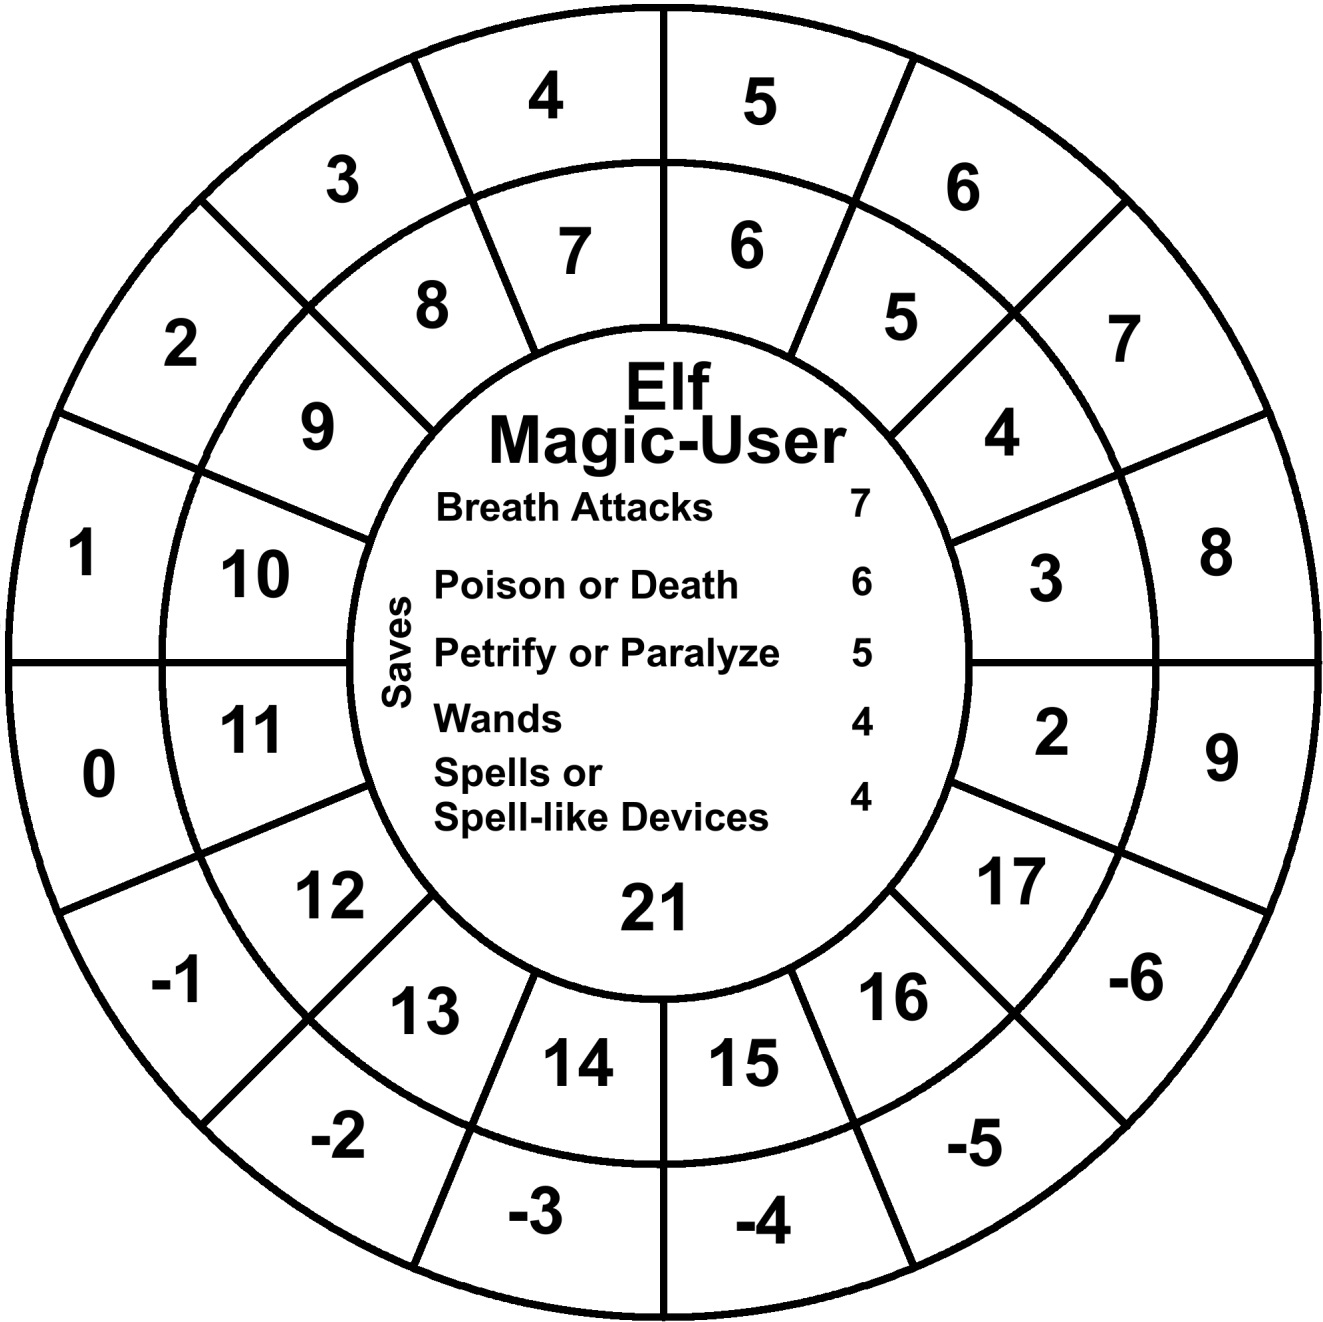 4 5
3 6
7 6
2 8 5 7
9 4
Elf
Magic-User
Breath Attacks 7
1 10 3 8
Poison or Death 6
Saves
Petrify or Paralyze 5
Wands 4
0 11 2 9
Spells or
Spell-like Devices 4
12 17
21
-1 13 16 -6
14 15
-2 -5
-3 -4